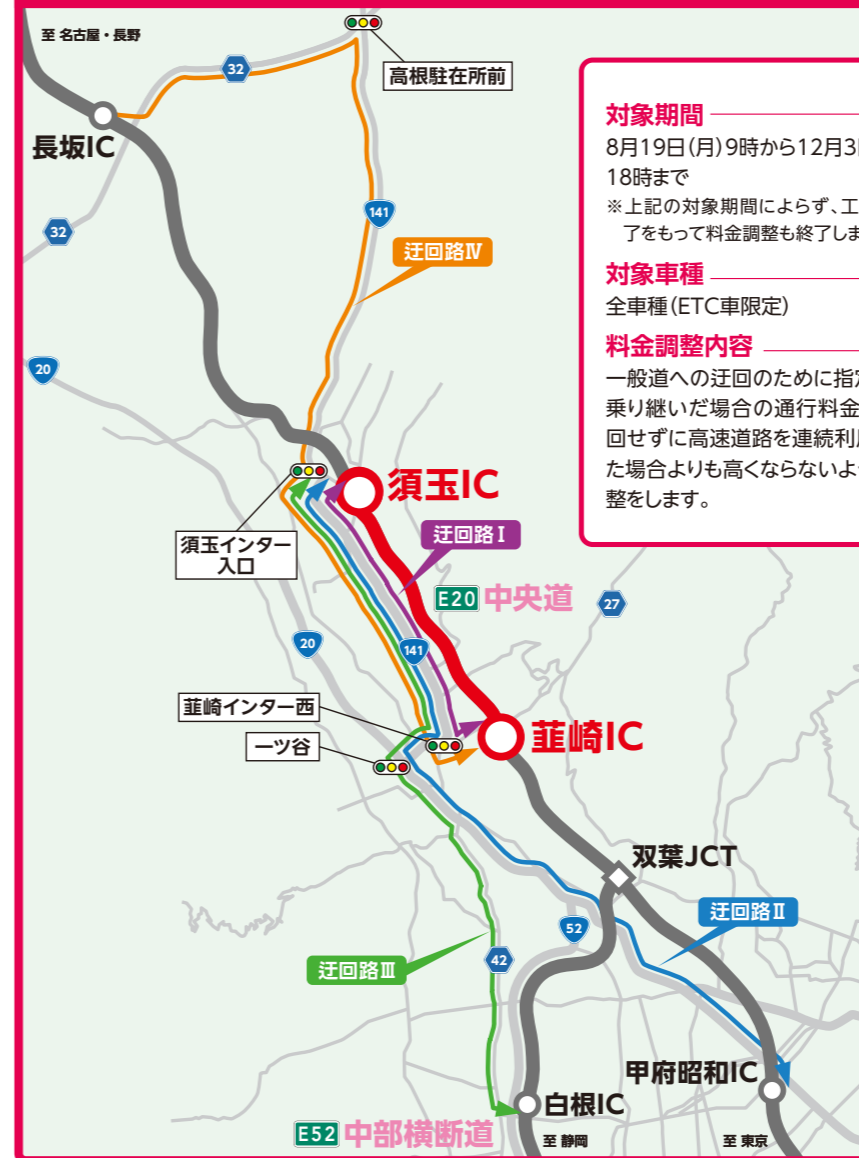 至 名古屋・長野
32
高根駐在所前
長坂IC
141
32
迂回路Ⅳ
20
須玉IC
須玉インター
入口
迂回路Ⅰ
E20 中央道
27
20
141
韮崎インター西
一ツ谷
韮崎IC
双葉JCT
迂回路Ⅱ
52
42
迂回路Ⅲ
甲府昭和IC
白根IC
E52 中部横断道
至 静岡
至 東京
対象期間
8月19日(月)9時から12月3
18時まで
※上記の対象期間によらず、工
了をもって料金調整も終了しま
対象車種
全車種(ETC車限定)
料金調整内容
一般道への迂回のために指定
乗り継いだ場合の通行料金
回せずに高速道路を連続利用
た場合よりも高くならないよ
整をします。